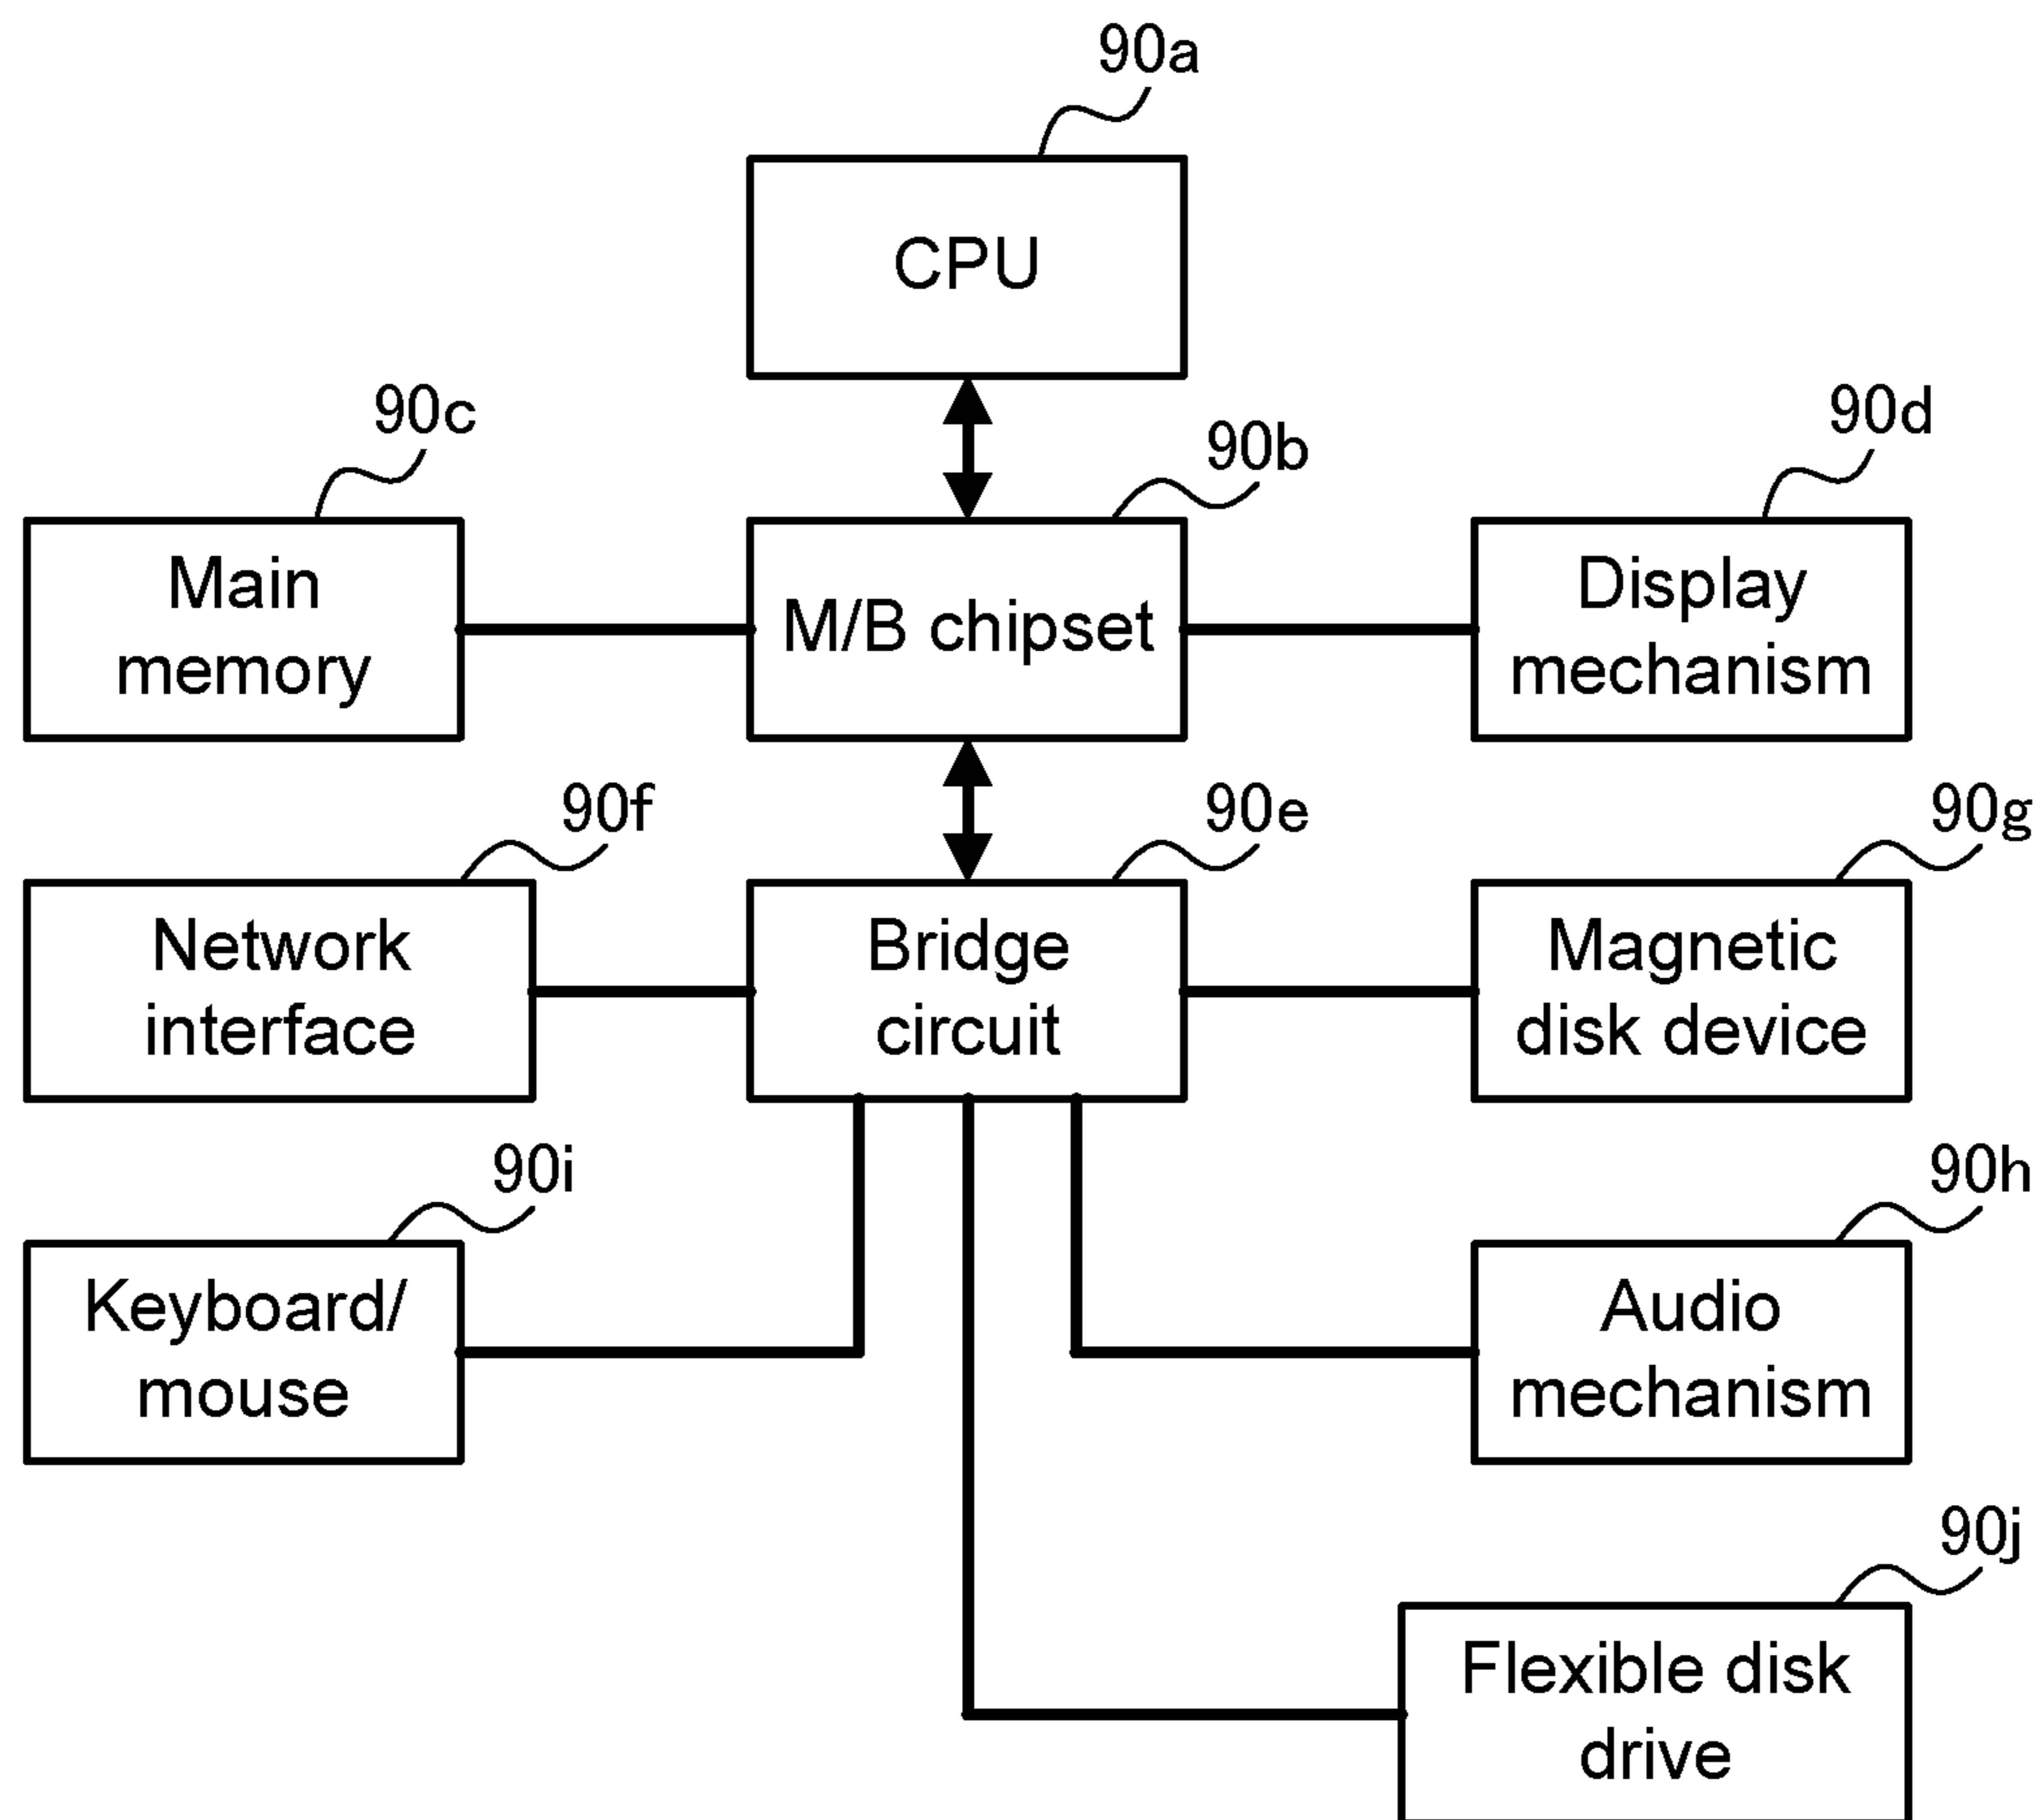 90a
CPU
90c
90b
90d
Main
memory
M/B chipset
Display
mechanism
90f
90e
90g
Network
interface
Bridge
circuit
Magnetic
disk device
90i
90h
Keyboard/
mouse
Audio
mechanism
90j
Flexible disk
drive